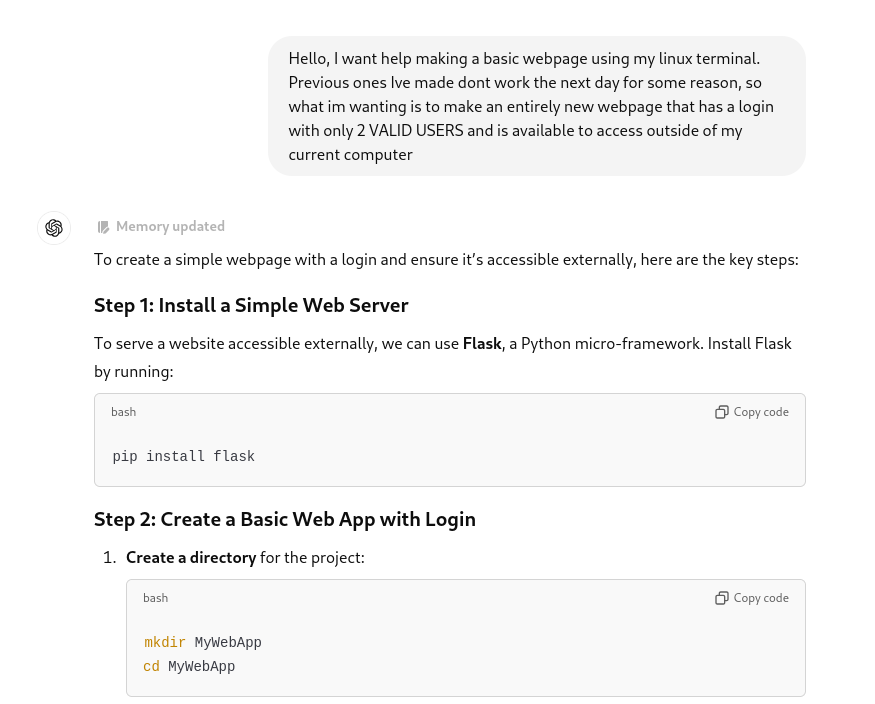 Hello, I want help making a basic webpage using my linux terminal.
Previous ones Ive made dont work the next day for some reason, so
what im wanting is to make an entirely new webpage that has a login
with only 2 VALID USERS and is available to access outside of my
current computer
Memory updated
To create a simple webpage with a login and ensure it’s accessible externally, here are the key steps:
Step 1: Install a Simple Web Server
To serve a website accessible externally, we can use Flask, a Python micro-framework. Install Flask
by running:
bash
Copy code
pip install flask
Step 2: Create a Basic Web App with Login
1. Create a directory for the project:
bash
Copy code
mkdir MyWebApp
cd MyWebApp